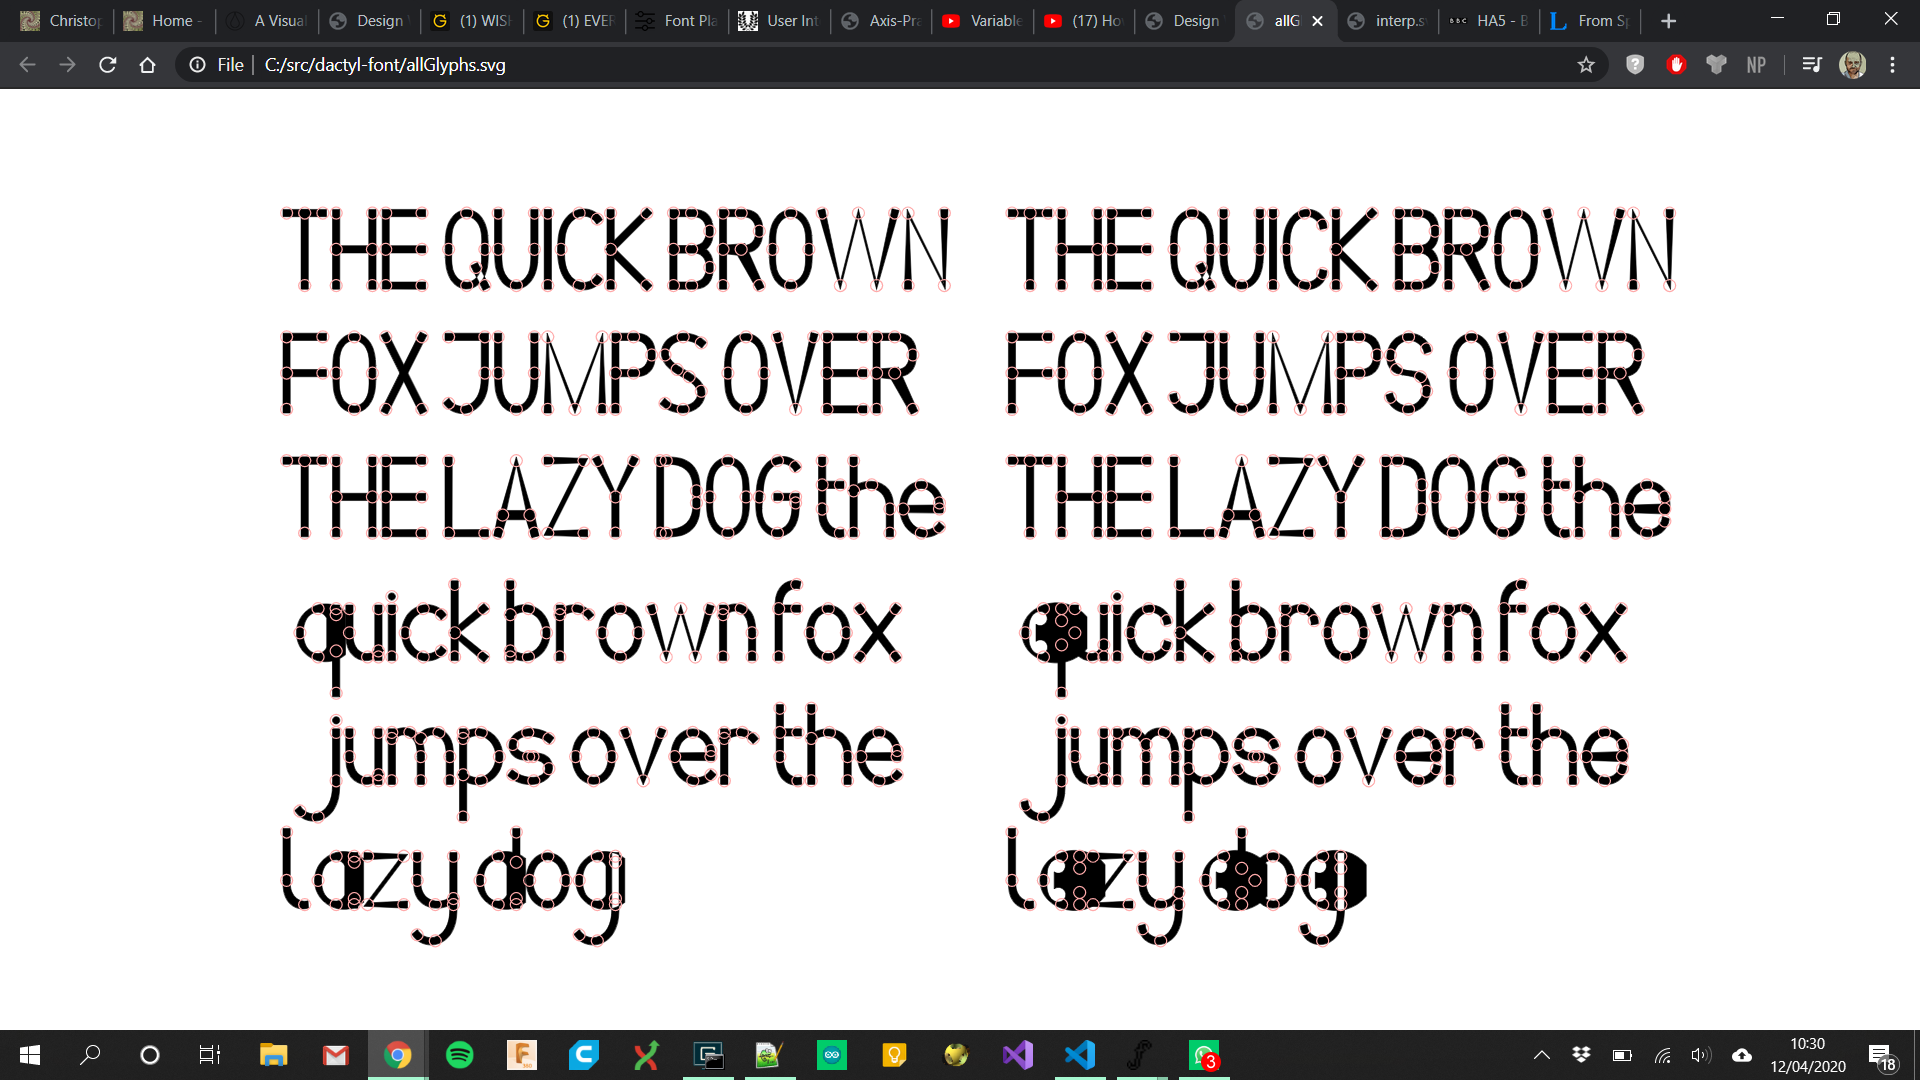 Christop
Home -
A Visual
Design
(1) WISH
(1) EVER
Font Pla
User Int
Axis-Pra
Variable
(17) Ho
Design
allG
interp.s
BBC HA5 - B
From Sp
File C:/src/dactyl-font/allGlyphs.svg
NP
THE QUICK BROWN
FOX JUMPS OVER
THE LAZY DOG the
quick brown fox
jumps over the
lazy dog
THE QUICK BROWN
FOX JUMPS OVER
THE LAZY DOG the
quick brown fox
jumps over the
lazy dog
3
10:30
12/04/2020
18